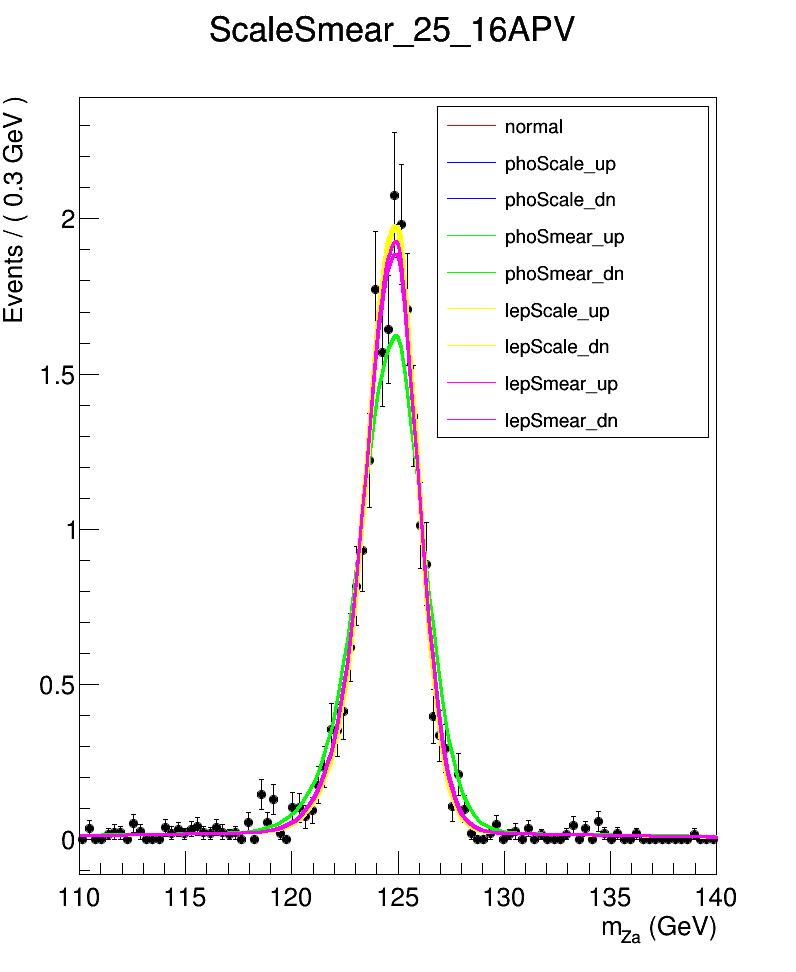 ScaleSmear_25_16APV
Events / ( 0.3 GeV )
2
1.5
1
0.5
0
normal
phoScale_up
phoScale_dn
phoSmear_up
phoSmear_dn
lepScale_up
lepScale_dn
lepSmear_up
lepSmear_dn
110 115 120 125 130 135 140
m_Za (GeV)